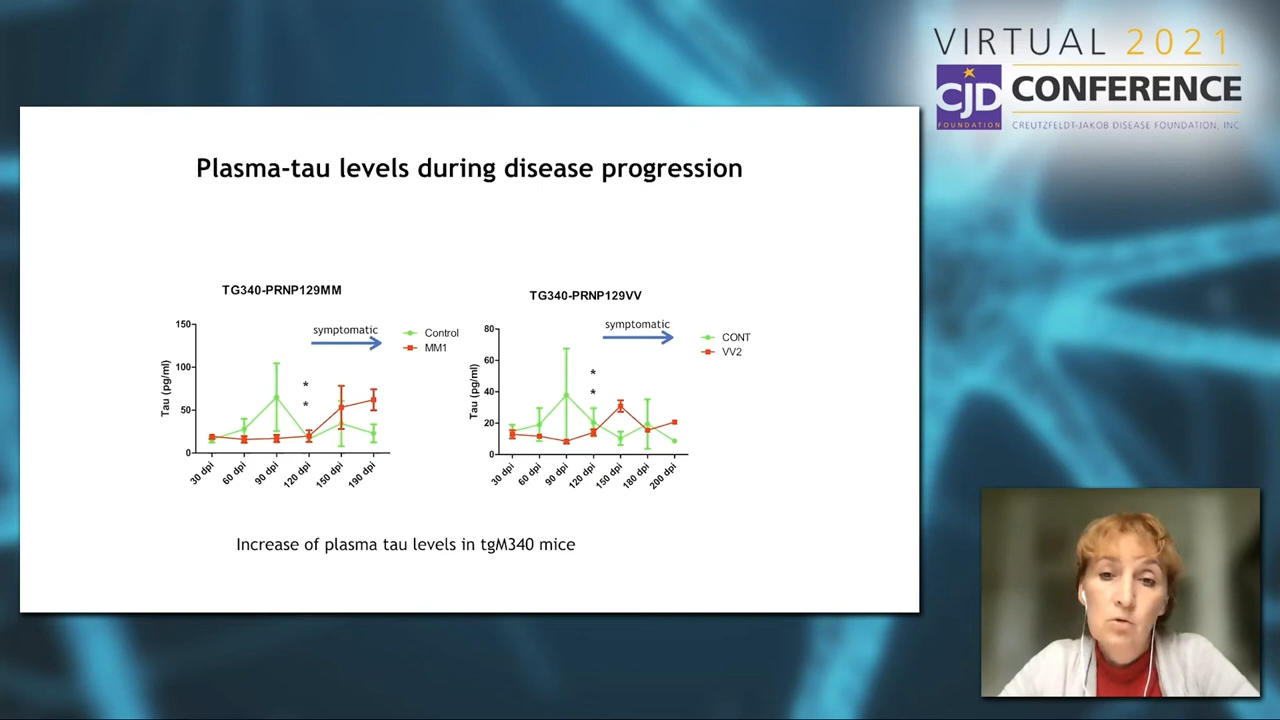 VIRTUAL 2021
CJD
FOUNDATION
CONFERENCE
CREUTZFELDT-JAKOB DISEASE FOUNDATION, INC
Plasma-tau levels during disease progression
TG340-PRNP129MM
symptomatic
Control
MM1
Tau (pg/ml)
150
100
50
0
*
*
30 dpi
60 dpi
90 dpi
120 dpi
150 dpi
190 dpi
TG340-PRNP129VV
symptomatic
CONT
VV2
Tau (pg/ml)
80
60
40
20
0
*
*
30 dpi
60 dpi
90 dpi
120 dpi
150 dpi
180 dpi
200 dpi
Increase of plasma tau levels in tgM340 mice